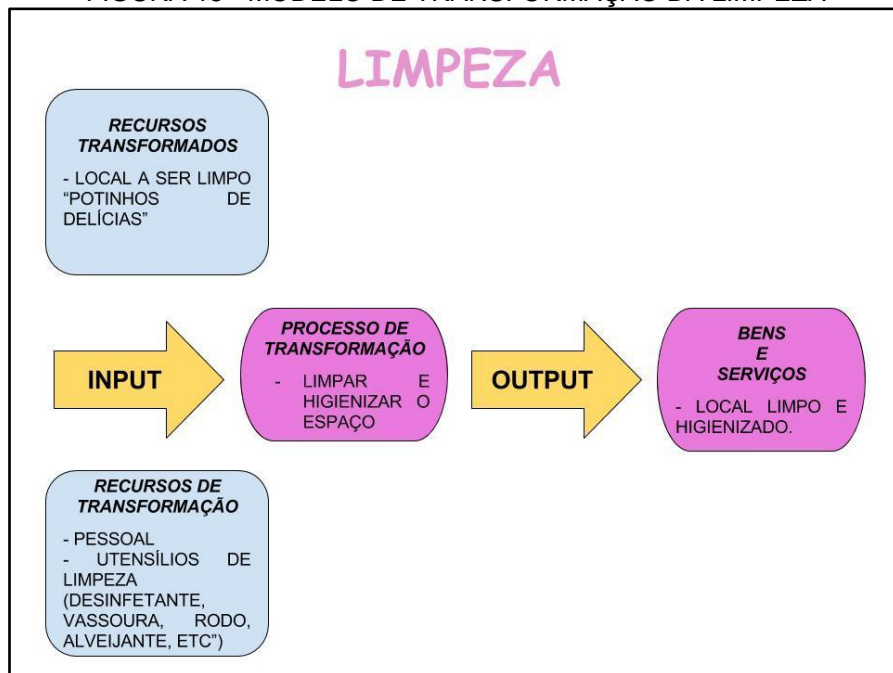 LIMPEZA
RECURSOS
TRANSFORMADOS
- LOCAL A SER LIMPO
“POTINHOS DE
DELÍCIAS”
INPUT
PROCESSO DE
TRANSFORMAÇÃO
- LIMPAR E
HIGIENIZAR O
ESPAÇO
OUTPUT
BENS
E
SERVIÇOS
- LOCAL LIMPO E
HIGIENIZADO.
RECURSOS DE
TRANSFORMAÇÃO
- PESSOAL
- UTENSÍLIOS DE
LIMPEZA
(DESINFETANTE,
VASSOURA, RODO,
ALVEIJANTE, ETC”)